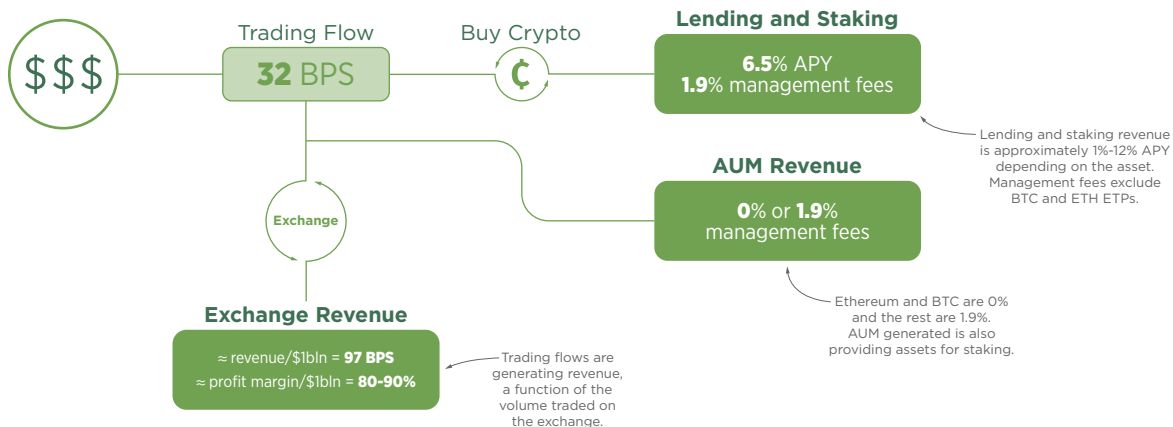 $$$
Trading Flow
32 BPS
Buy Crypto
₵
Lending and Staking
6.5% APY
1.9% management fees
Lending and staking revenue
is approximately 1%-12% APY
depending on the asset.
Management fees exclude
BTC and ETH ETPs.
AUM Revenue
0% or 1.9%
management fees
Ethereum and BTC are 0%
and the rest are 1.9%.
AUM generated is also
providing assets for staking.
Exchange
Exchange Revenue
≈ revenue/$1bln = 97 BPS
≈ profit margin/$1bln = 80-90%
Trading flows are
generating revenue,
a function of the
volume traded on
the exchange.